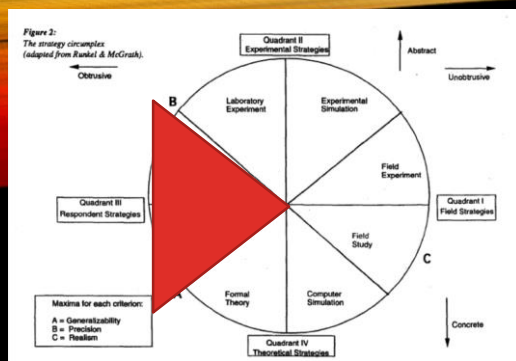 Figure 2:
The strategy circumplex
(adapted from Runkel & McGrath).
Obtrusive
Quadrant II
Experimental Strategies
Abstract
Unobtrusive
B
Laboratory
Experiment
Experimental
Simulation
Field
Experiment
Quadrant III
Respondent Strategies
Quadrant I
Field Strategies
Field
Study
C
Formal
Theory
Computer
Simulation
Maxima for each criterion:
A = Generalizability
B = Precision
C = Realism
Concrete
Quadrant IV
Theoretical Strategies